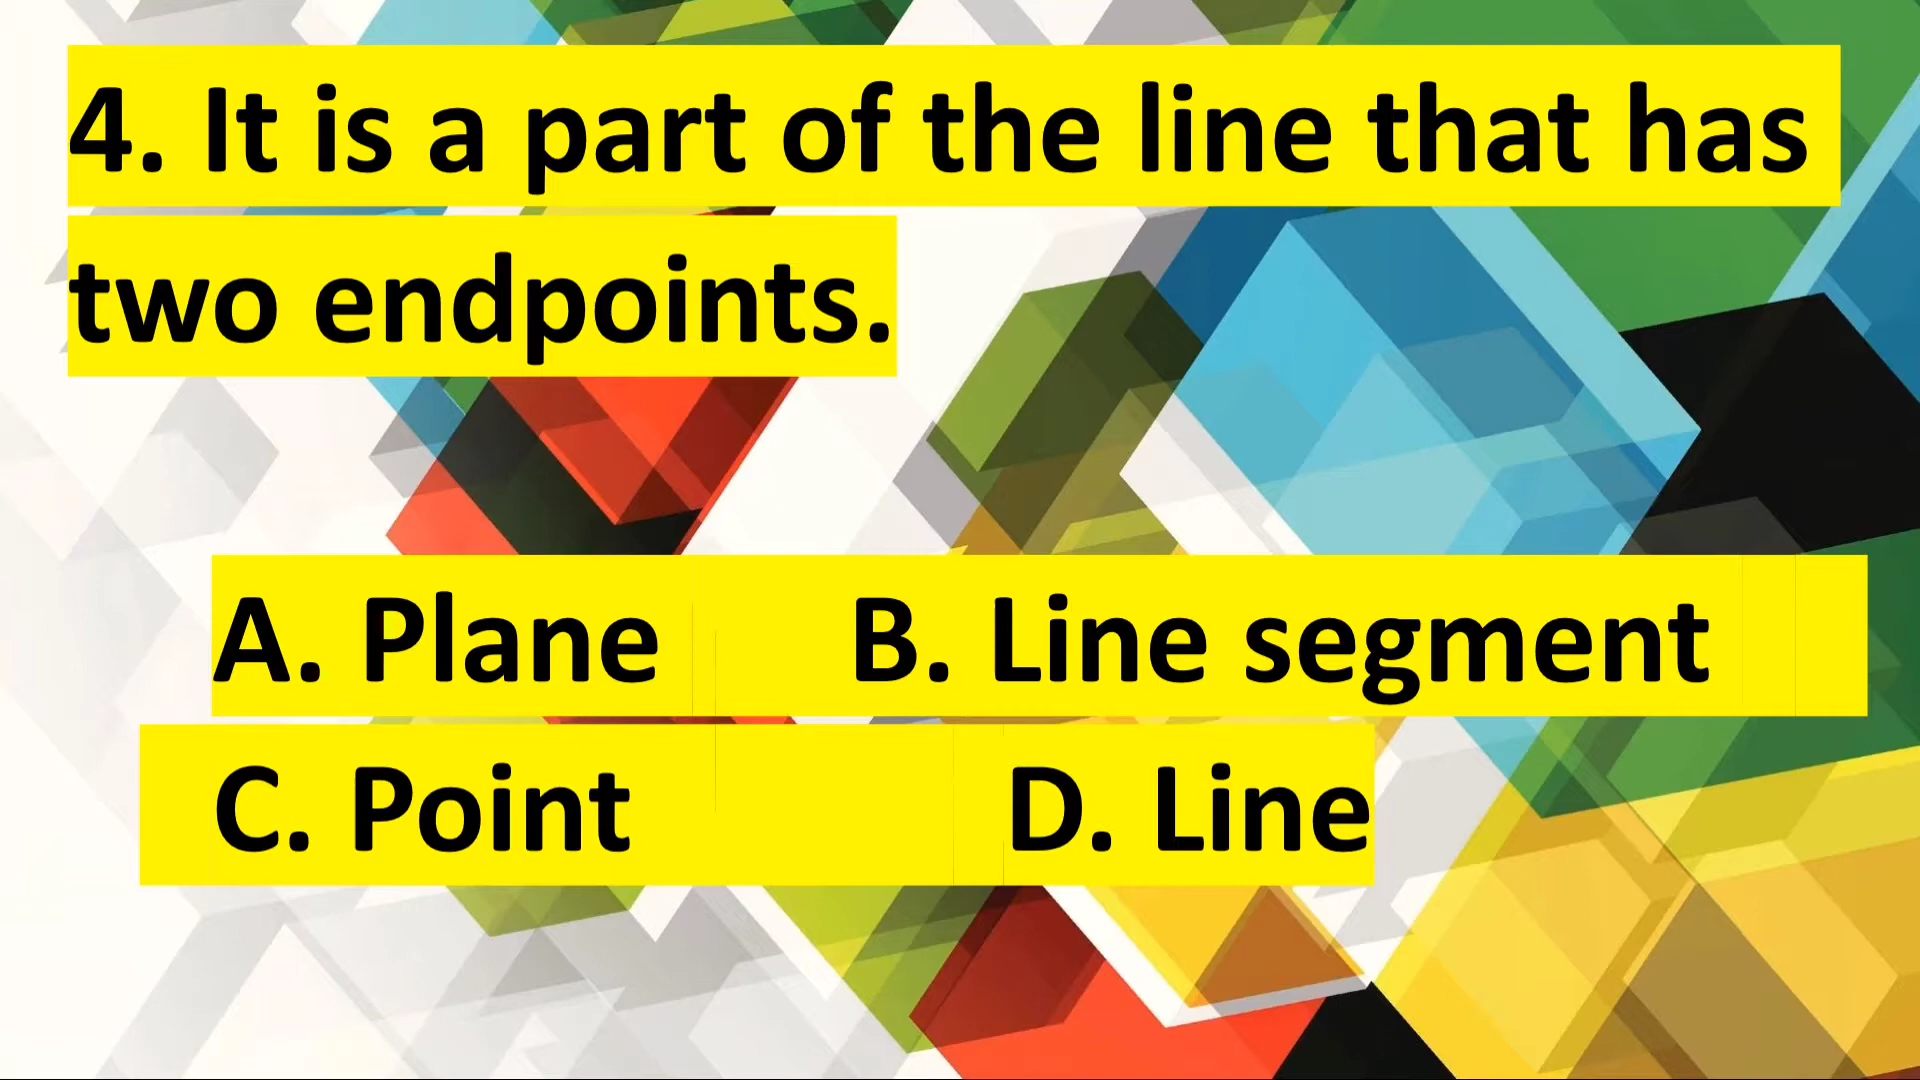 4. It is a part of the line that has
two endpoints.
A. Plane B. Line segment
C. Point D. Line